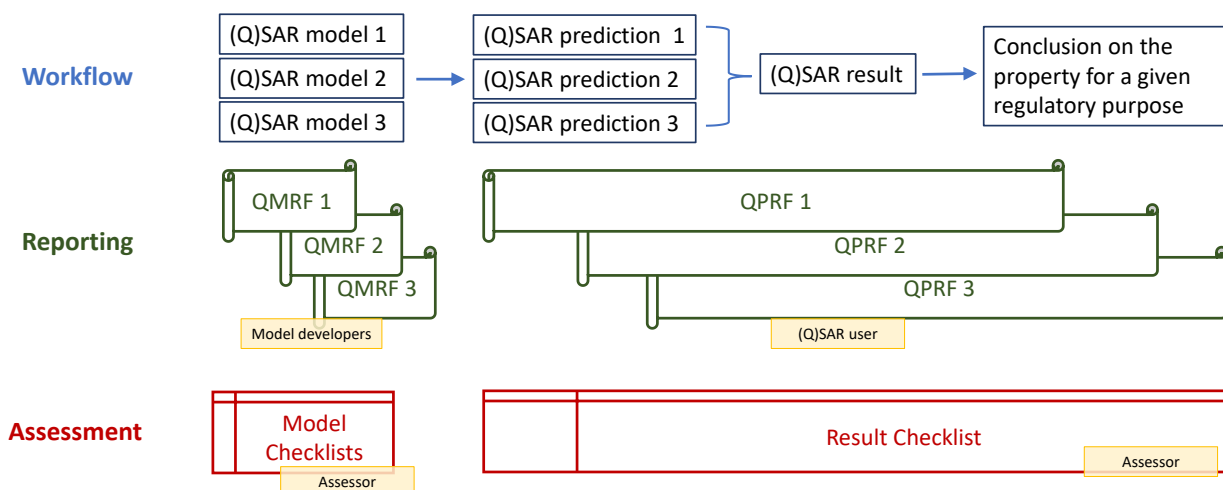 Workflow
(Q)SAR model 1
(Q)SAR model 2
(Q)SAR model 3
(Q)SAR prediction 1
(Q)SAR prediction 2
(Q)SAR prediction 3
(Q)SAR result
Conclusion on the
property for a given
regulatory purpose
Reporting
QMRF 1
QMRF 2
QMRF 3
Model developers
QPRF 1
QPRF 2
QPRF 3
(Q)SAR user
Assessment
Model
Checklists
Assessor
Result Checklist
Assessor